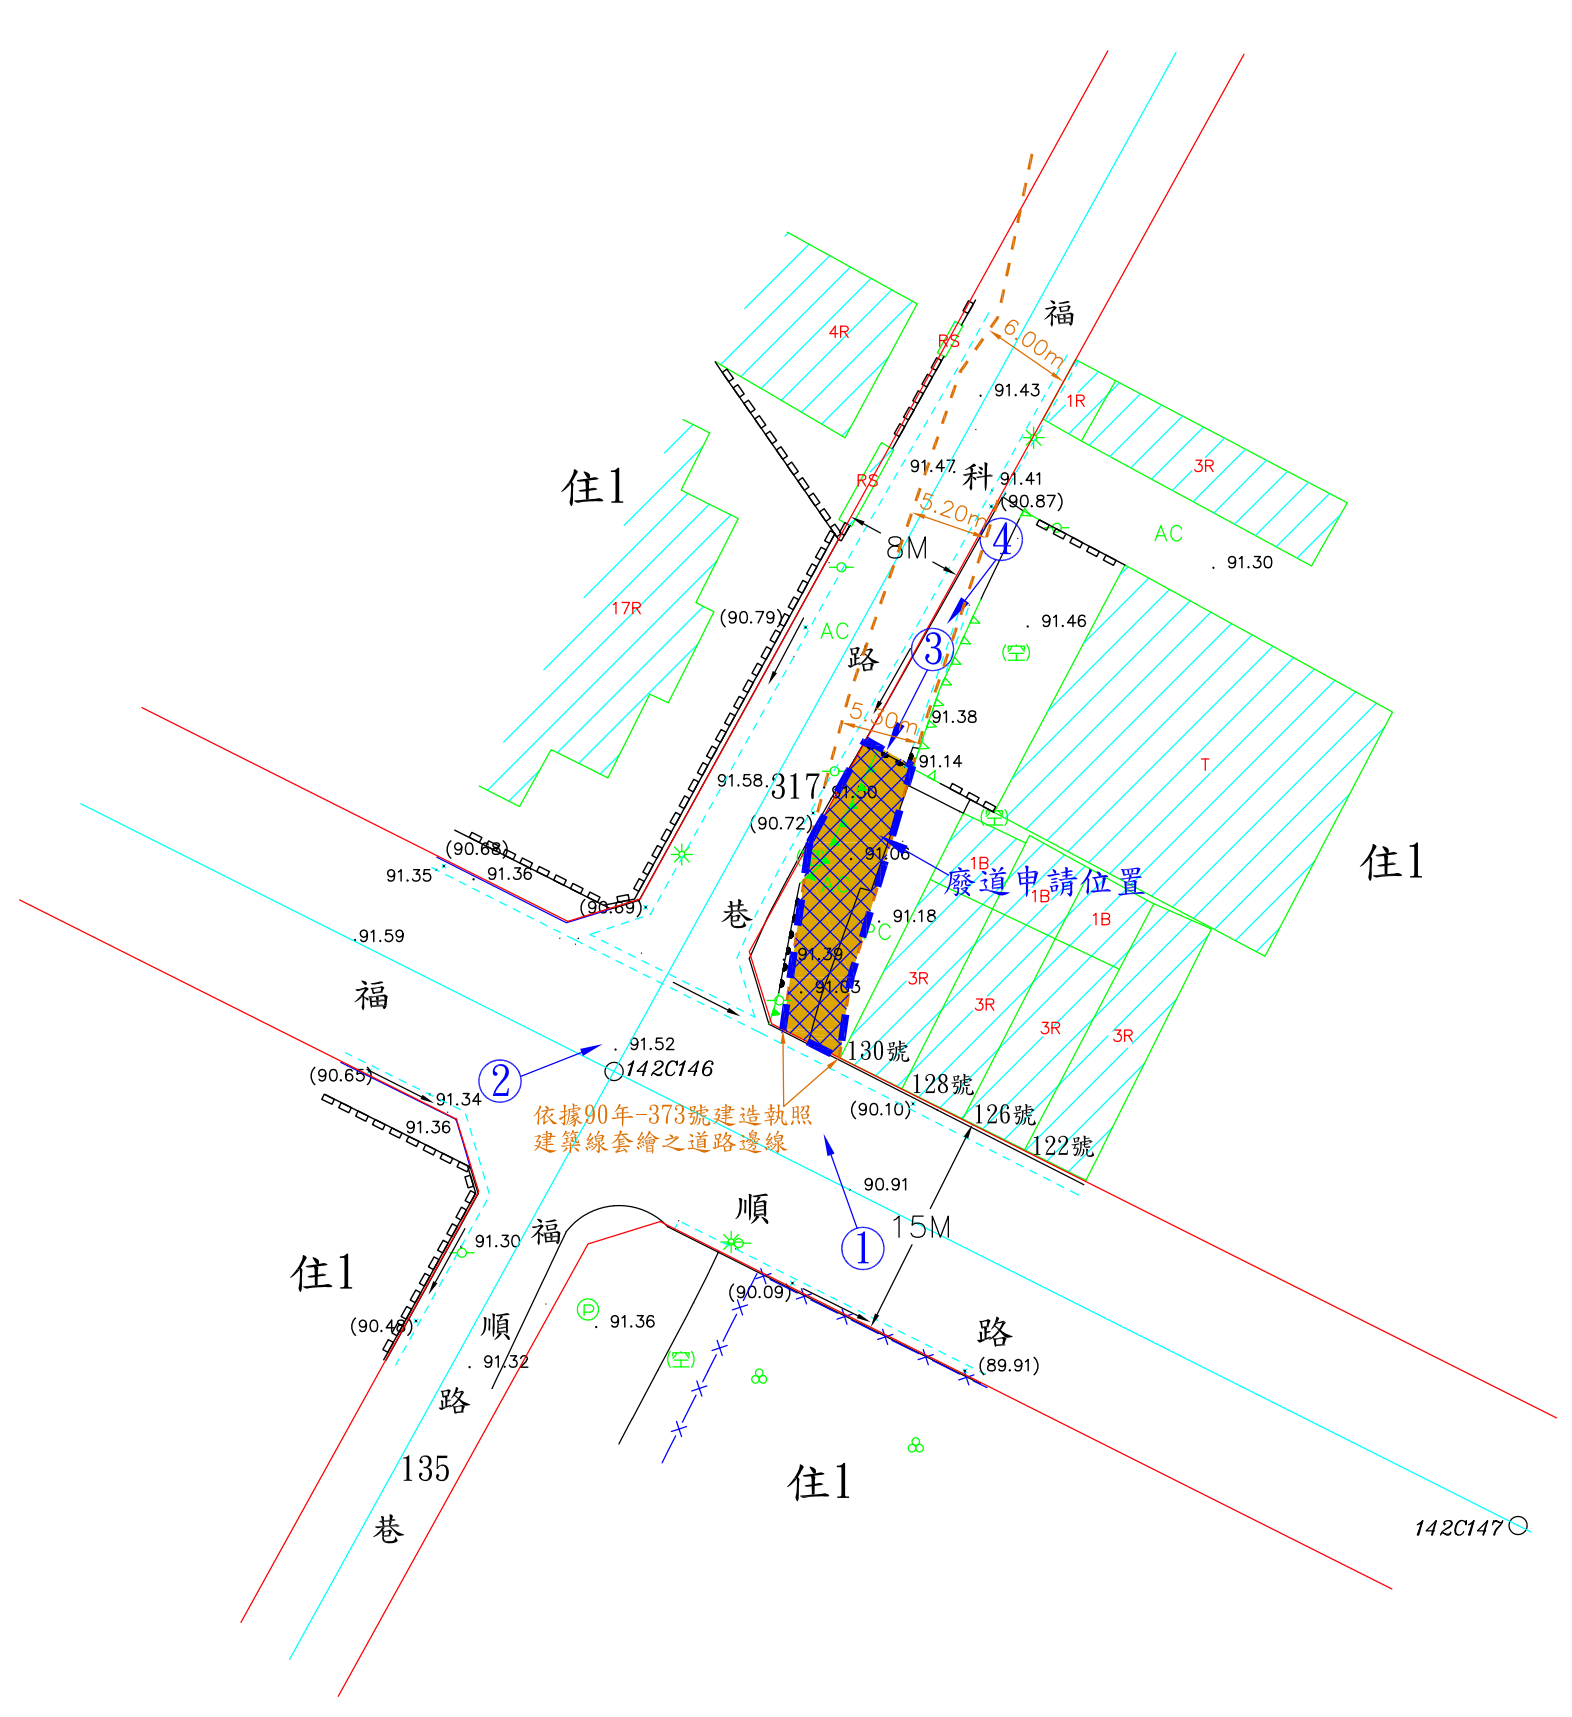 福
4R
RS
6.00m
91.43
1R
91.47
科
91.41
3R
住1
RS
(90.87)
5.20m
AC
8M
④
91.30
17R
(90.79)
AC
91.46
(空)
路
③
5.30m
91.38
91.14
T
91.58
317
91.30
(空)
(90.72)
91.06
1B
住1
(90.68)
91.35
91.36
廢道申請位置
1B
(90.69)
巷
91.18
1B
91.59
91.39
3R
福
91.03
3R
3R
3R
91.52
130號
142C146
②
(90.65)
128號
91.34
依據90年-373號建造執照
(90.10)
126號
91.36
建築線套繪之道路邊線
122號
90.91
順
福
15M
91.30
①
住1
(90.09)
P
91.36
(90.48)
順
路
(空)
91.32
(89.91)
路
135
住1
巷
142C147